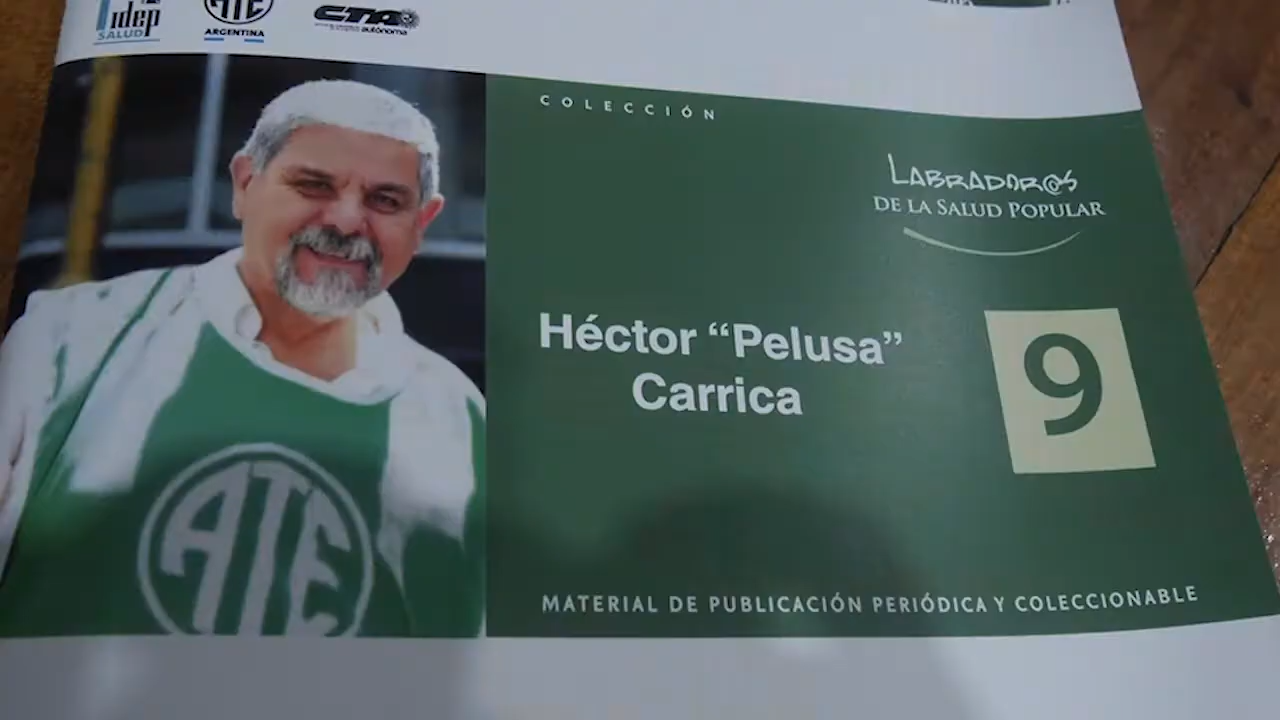 idep
SALUD
ATE
ARGENTINA
CTA
autónoma
COLECCIÓN
LABRADOR@S
DE LA SALUD POPULAR
Héctor “Pelusa”
Carrica
9
ATE
MATERIAL DE PUBLICACIÓN PERIÓDICA Y COLECCIONABLE